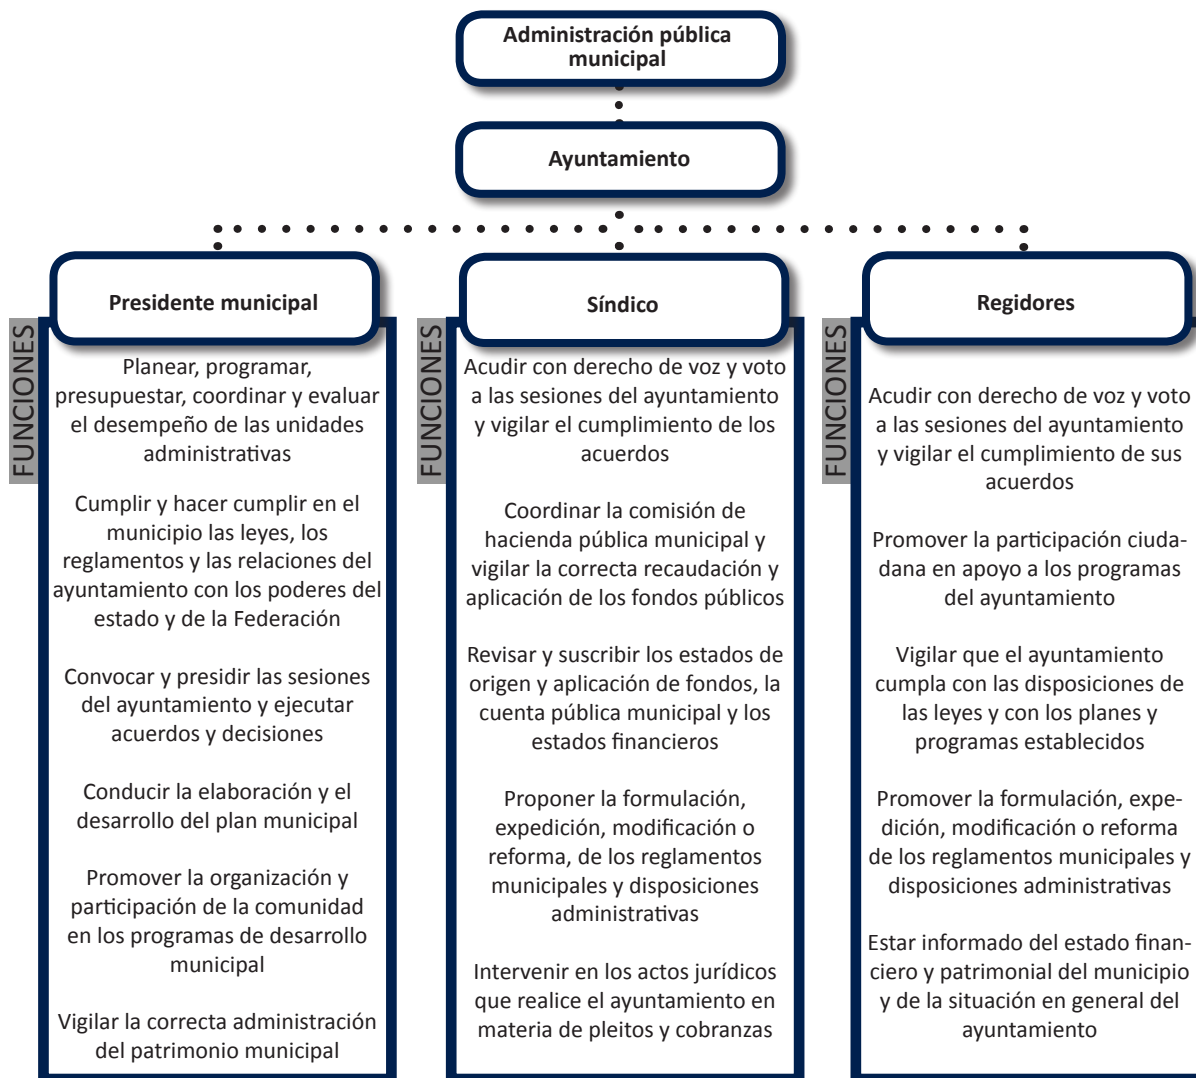 Administración pública
municipal
Ayuntamiento
Presidente municipal
FUNCIONES
Planear, programar,
presupuestar, coordinar y evaluar
el desempeño de las unidades
administrativas
Cumplir y hacer cumplir en el
municipio las leyes, los
reglamentos y las relaciones del
ayuntamiento con los poderes del
estado y de la Federación
Convocar y presidir las sesiones
del ayuntamiento y ejecutar
acuerdos y decisiones
Conducir la elaboración y el
desarrollo del plan municipal
Promover la organización y
participación de la comunidad
en los programas de desarrollo
municipal
Vigilar la correcta administración
del patrimonio municipal
Síndico
FUNCIONES
Acudir con derecho de voz y voto
a las sesiones del ayuntamiento
y vigilar el cumplimiento de los
acuerdos
Coordinar la comisión de
hacienda pública municipal y
vigilar la correcta recaudación y
aplicación de los fondos públicos
Revisar y suscribir los estados de
origen y aplicación de fondos, la
cuenta pública municipal y los
estados financieros
Proponer la formulación,
expedición, modificación o
reforma, de los reglamentos
municipales y disposiciones
administrativas
Intervenir en los actos jurídicos
que realice el ayuntamiento en
materia de pleitos y cobranzas
Regidores
FUNCIONES
Acudir con derecho de voz y voto
a las sesiones del ayuntamiento
y vigilar el cumplimiento de sus
acuerdos
Promover la participación ciuda-
dana en apoyo a los programas
del ayuntamiento
Vigilar que el ayuntamiento
cumpla con las disposiciones de
las leyes y con los planes y
programas establecidos
Promover la formulación, expe-
dición, modificación o reforma
de los reglamentos municipales y
disposiciones administrativas
Estar informado del estado finan-
ciero y patrimonial del municipio
y de la situación en general del
ayuntamiento